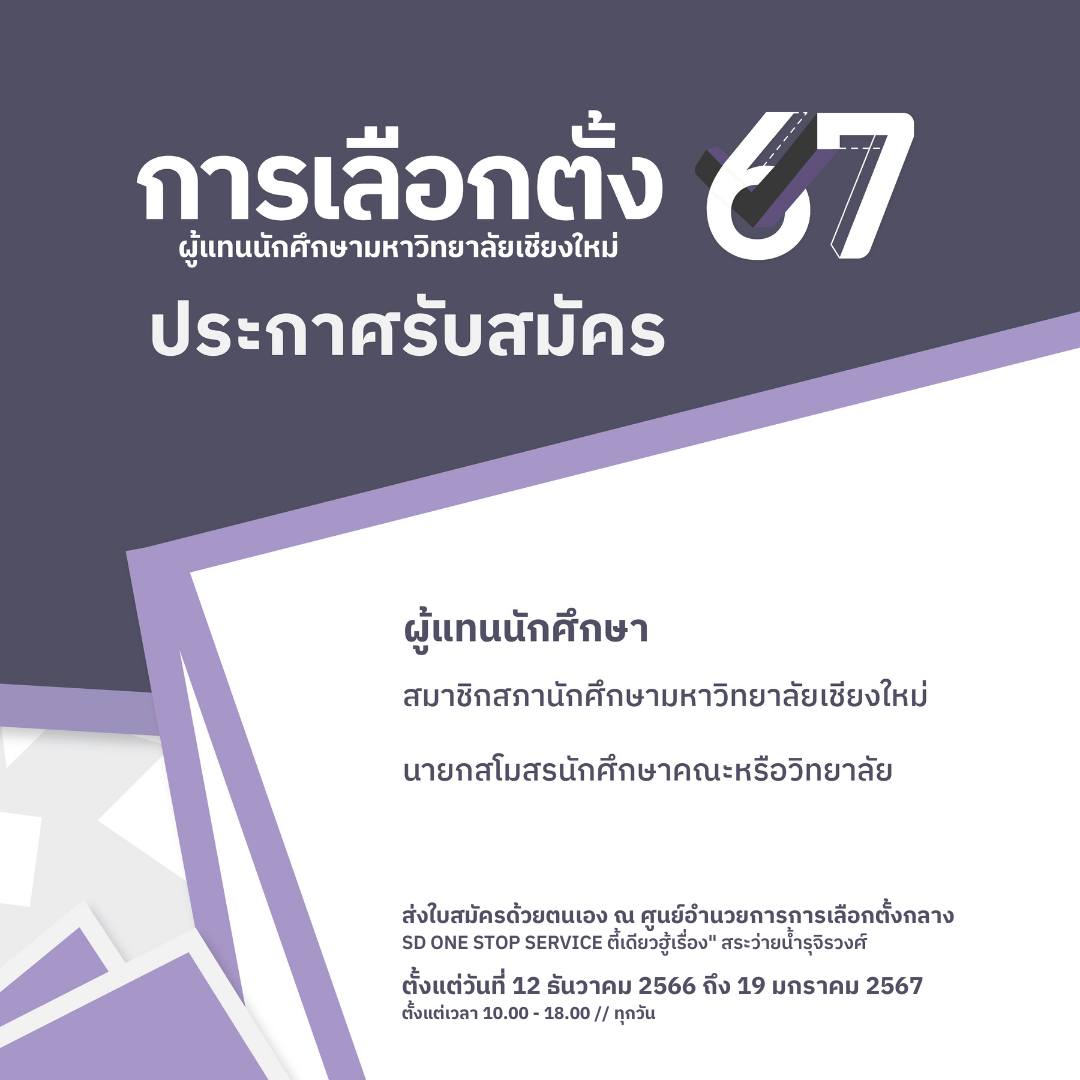 การเลือกตั้ง 67
ผู้แทนนักศึกษามหาวิทยาลัยเชียงใหม่
ประกาศรับสมัคร
ผู้แทนนักศึกษา
สมาชิกสภานักศึกษามหาวิทยาลัยเชียงใหม่
นายกสโมสรนักศึกษาคณะหรือวิทยาลัย
ส่งใบสมัครด้วยตนเอง ณ ศูนย์อำนวยการการเลือกตั้งกลาง
SD ONE STOP SERVICE ตี้เดียวฮู้เรื่อง" สระว่ายน้ำรุจิรวงศ์
ตั้งแต่วันที่ 12 ธันวาคม 2566 ถึง 19 มกราคม 2567
ตั้งแต่เวลา 10.00 - 18.00 // ทุกวัน